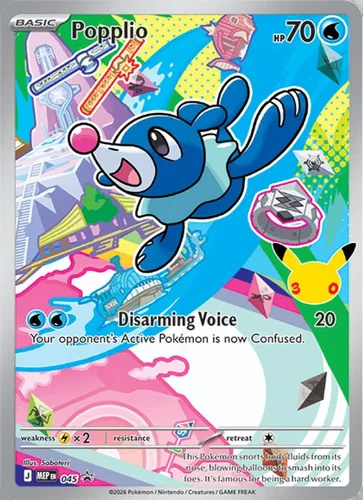 BASIC
Popplio
HP 70
30
Disarming Voice 20
Your opponent's Active Pokémon is now Confused.
weakness × 2 resistance retreat
Illus. Saboteri
J MEP EN 045
This Pokémon snorts body fluids from its
nose, blowing balloons to smash into its
foes. It's famous for being a hard worker.
©2026 Pokémon / Nintendo / Creatures / GAME FREAK